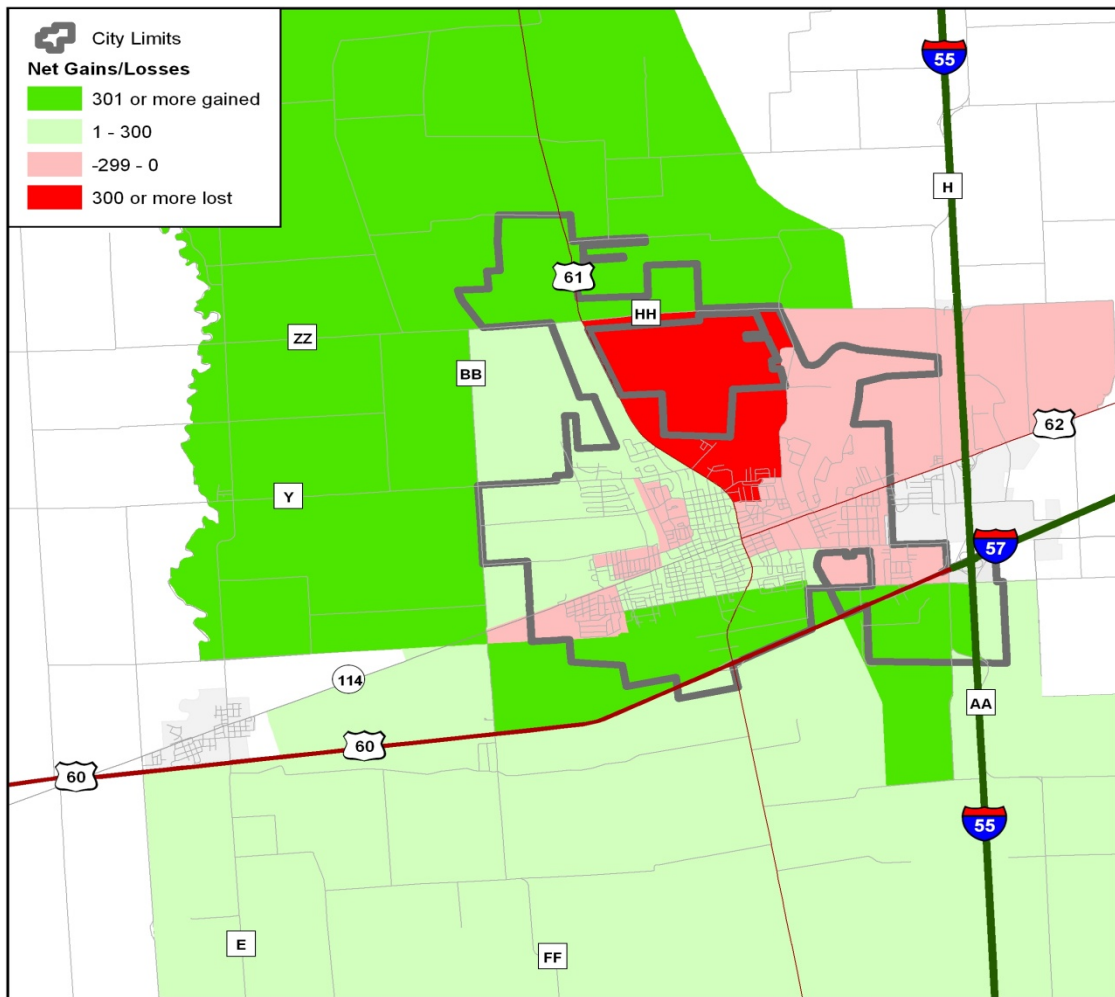 City Limits
Net Gains/Losses
301 or more gained
1 - 300
-299 - 0
300 or more lost
55
H
61
HH
ZZ
BB
62
Y
57
114
AA
60
60
55
E
FF